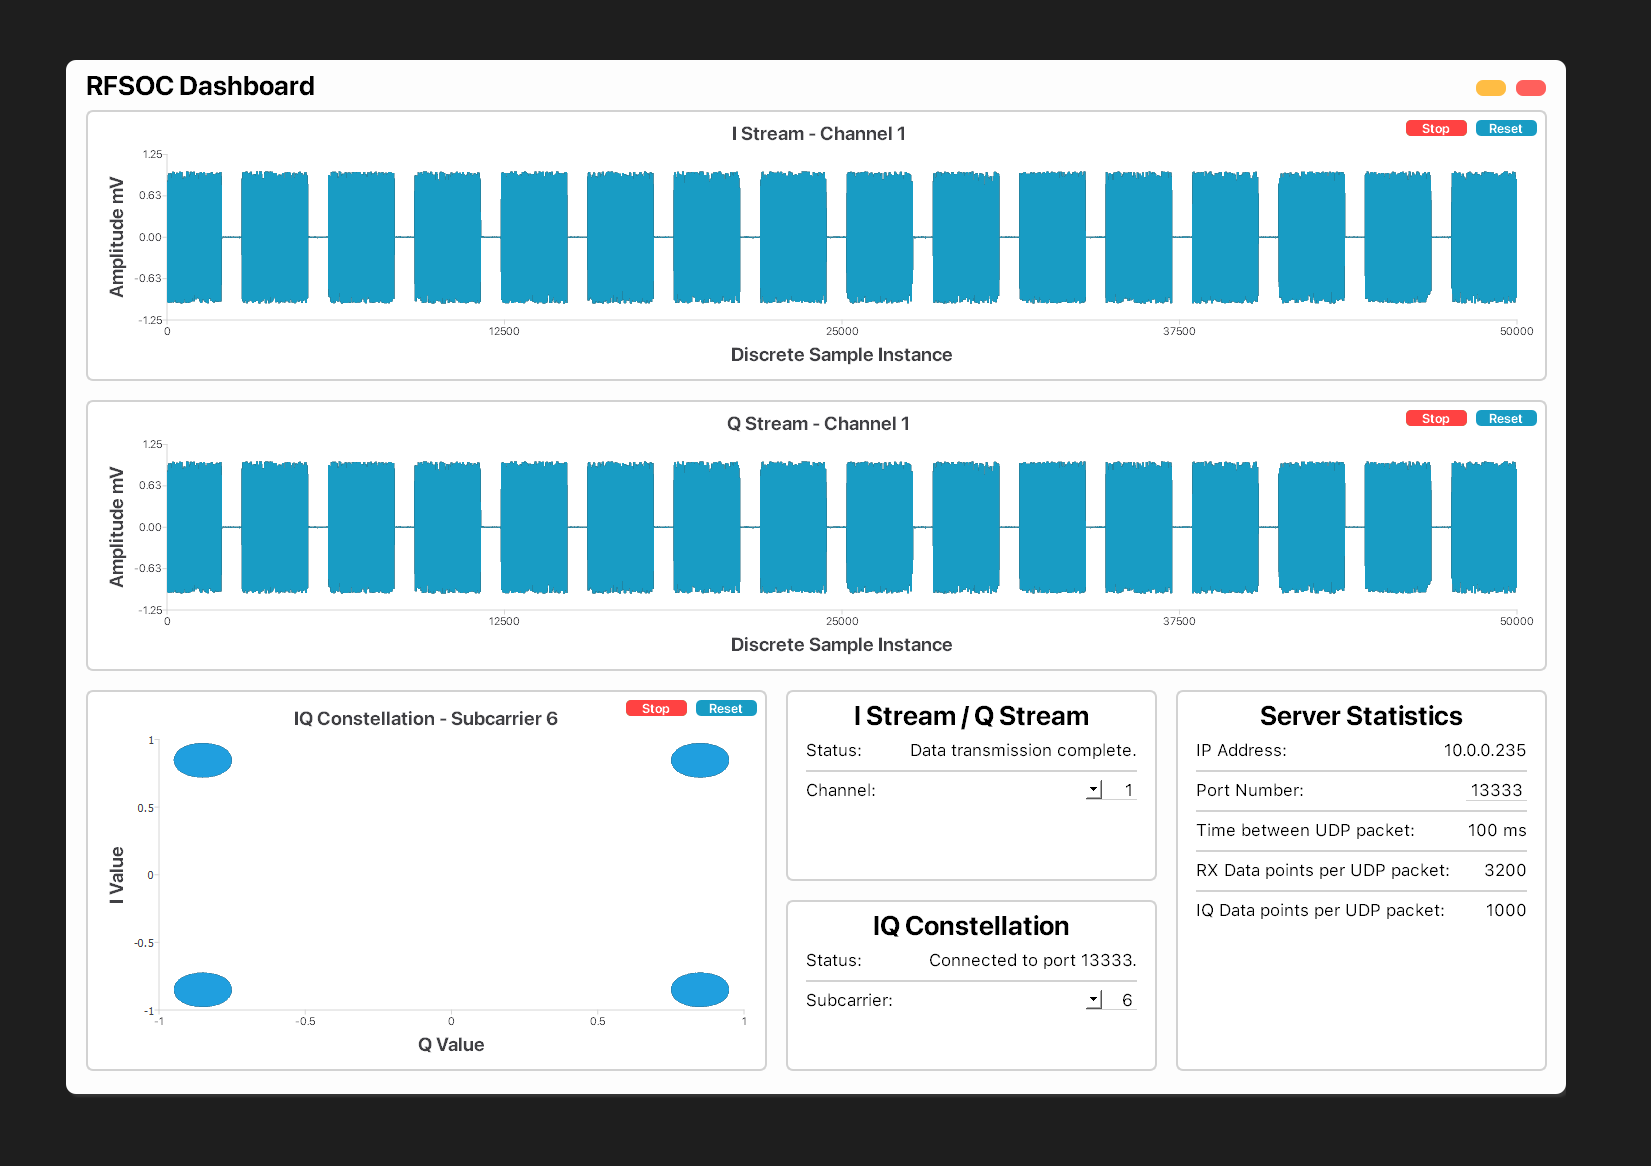 RFSOC Dashboard
I Stream - Channel 1
Stop
Reset
Amplitude mV
1.25
0.63
0.00
-0.63
-1.25
0 12500 25000 37500 50000
Discrete Sample Instance
Q Stream - Channel 1
Stop
Reset
Amplitude mV
1.25
0.63
0.00
-0.63
-1.25
0 12500 25000 37500 50000
Discrete Sample Instance
IQ Constellation - Subcarrier 6
Stop
Reset
I Value
1
0.5
0
-0.5
-1
-1 -0.5 0 0.5 1
Q Value
I Stream / Q Stream
Status: Data transmission complete.
Channel: 1
IQ Constellation
Status: Connected to port 13333.
Subcarrier: 6
Server Statistics
IP Address: 10.0.0.235
Port Number: 13333
Time between UDP packet: 100 ms
RX Data points per UDP packet: 3200
IQ Data points per UDP packet: 1000